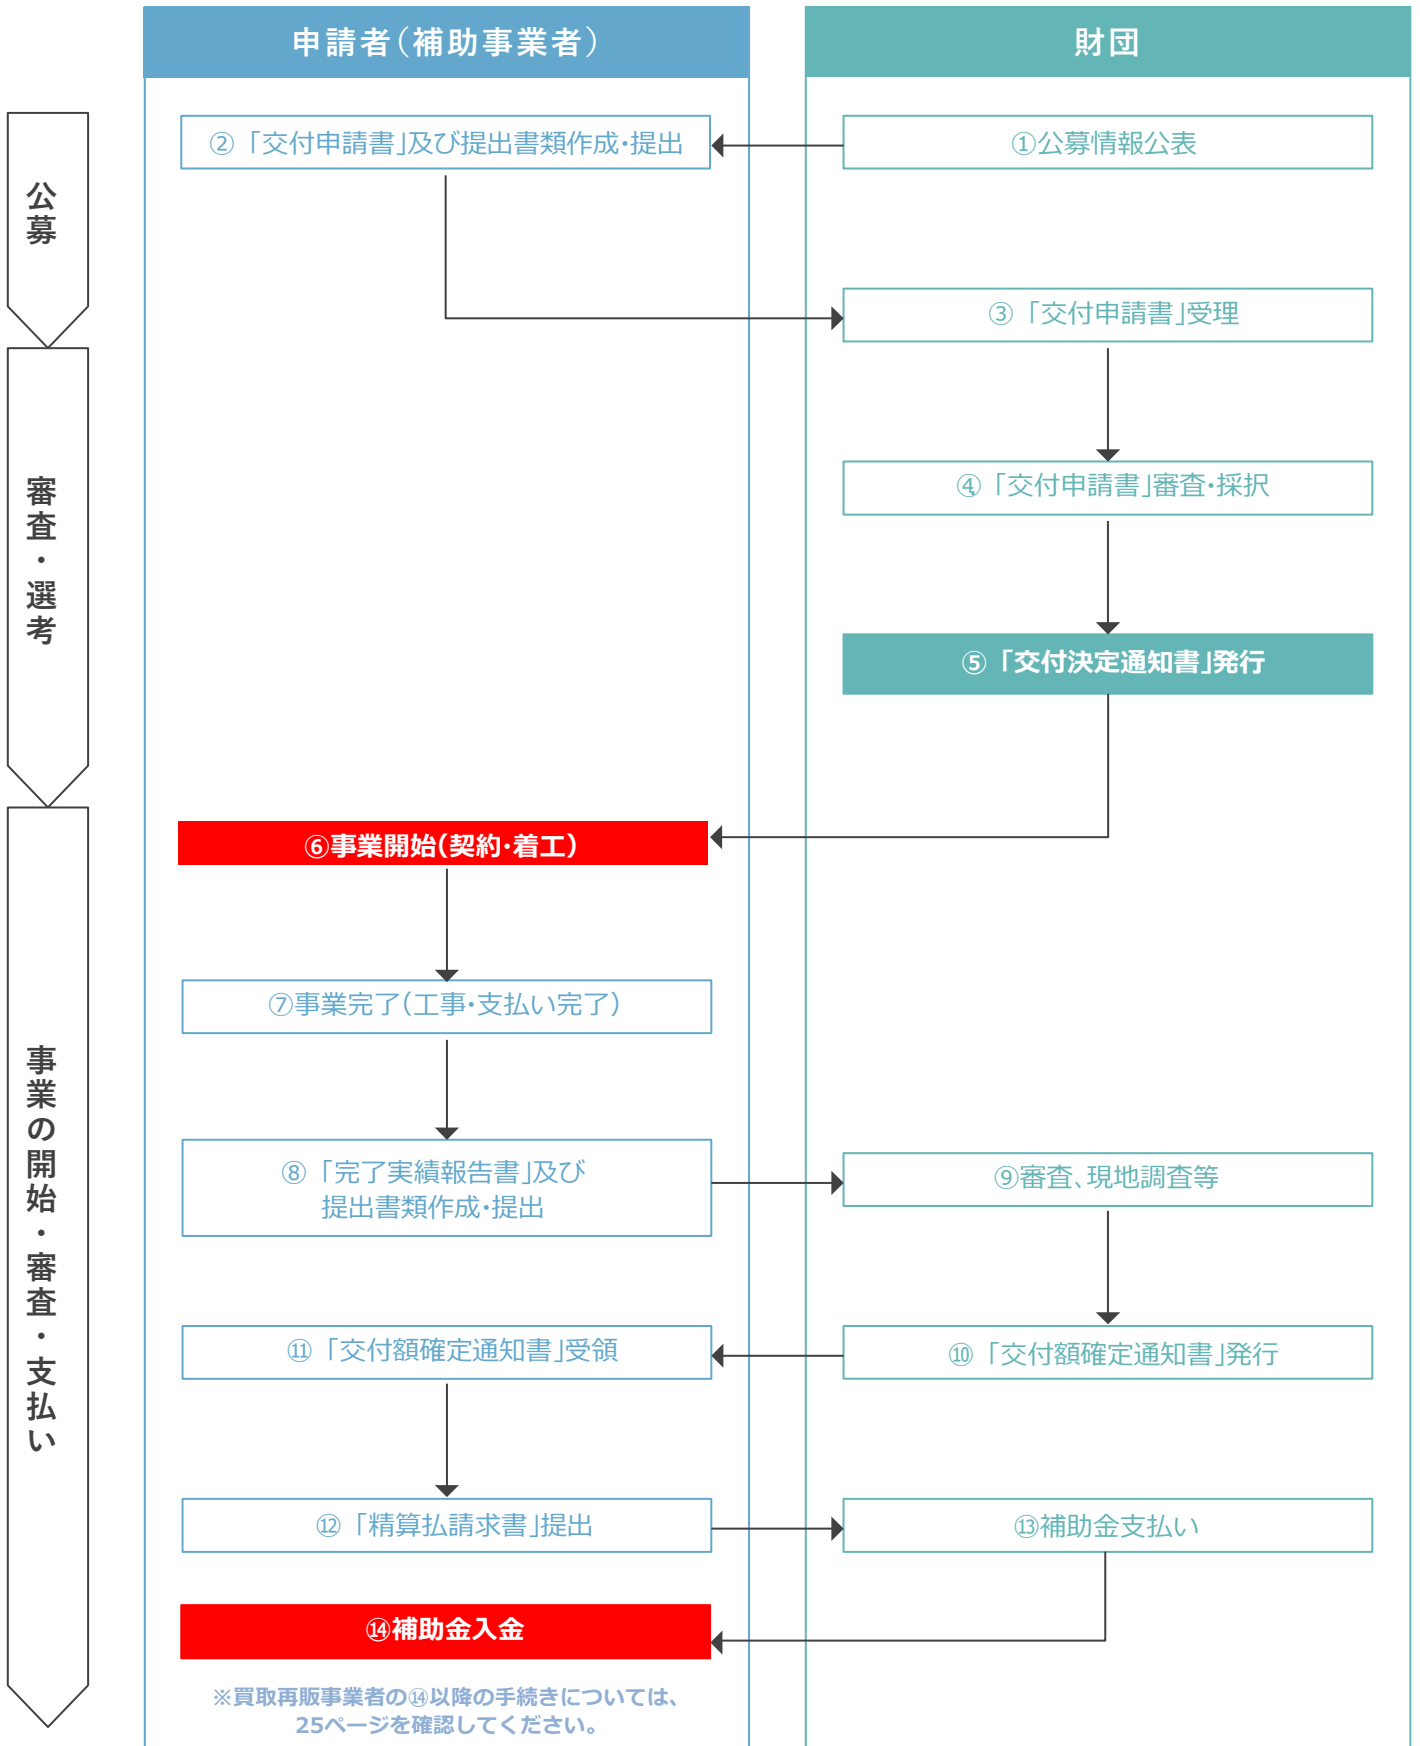 申請者(補助事業者)
財団
公募
②「交付申請書」及び提出書類作成・提出
①公募情報公表
③「交付申請書」受理
審査・選考
④「交付申請書」審査・採択
⑤「交付決定通知書」発行
事業の開始・審査・支払い
⑥事業開始(契約・着工)
⑦事業完了(工事・支払い完了)
⑧「完了実績報告書」及び
提出書類作成・提出
⑨審査、現地調査等
⑪「交付額確定通知書」受領
⑩「交付額確定通知書」発行
⑫「精算払請求書」提出
⑬補助金支払い
⑭補助金入金
※買取再販事業者の⑭以降の手続きについては、
25ページを確認してください。